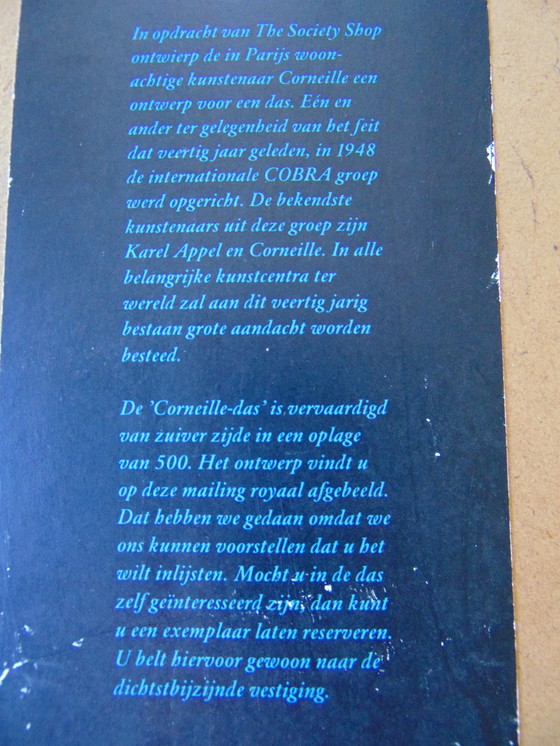 In opdracht van The Society Shop
ontwierp de in Parijs woon-
achtige kunstenaar Corneille een
ontwerp voor een das. Eén en
ander ter gelegenheid van het feit
dat veertig jaar geleden, in 1948
de internationale COBRA groep
werd opgericht. De bekendste
kunstenaars uit deze groep zijn
Karel Appel en Corneille. In alle
belangrijke kunstcentra ter
wereld zal aan dit veertig jarig
bestaan grote aandacht worden
besteed.
De 'Corneille-das' is vervaardigd
van zuiver zijde in een oplage
van 500. Het ontwerp vindt u
op deze mailing royaal afgebeeld.
Dat hebben we gedaan omdat we
ons kunnen voorstellen dat u het
wilt inlijsten. Mocht u in de das
zelf geïnteresseerd zijn, dan kunt
u een exemplaar laten reserveren.
U belt hiervoor gewoon naar de
dichtstbijzijnde vestiging.